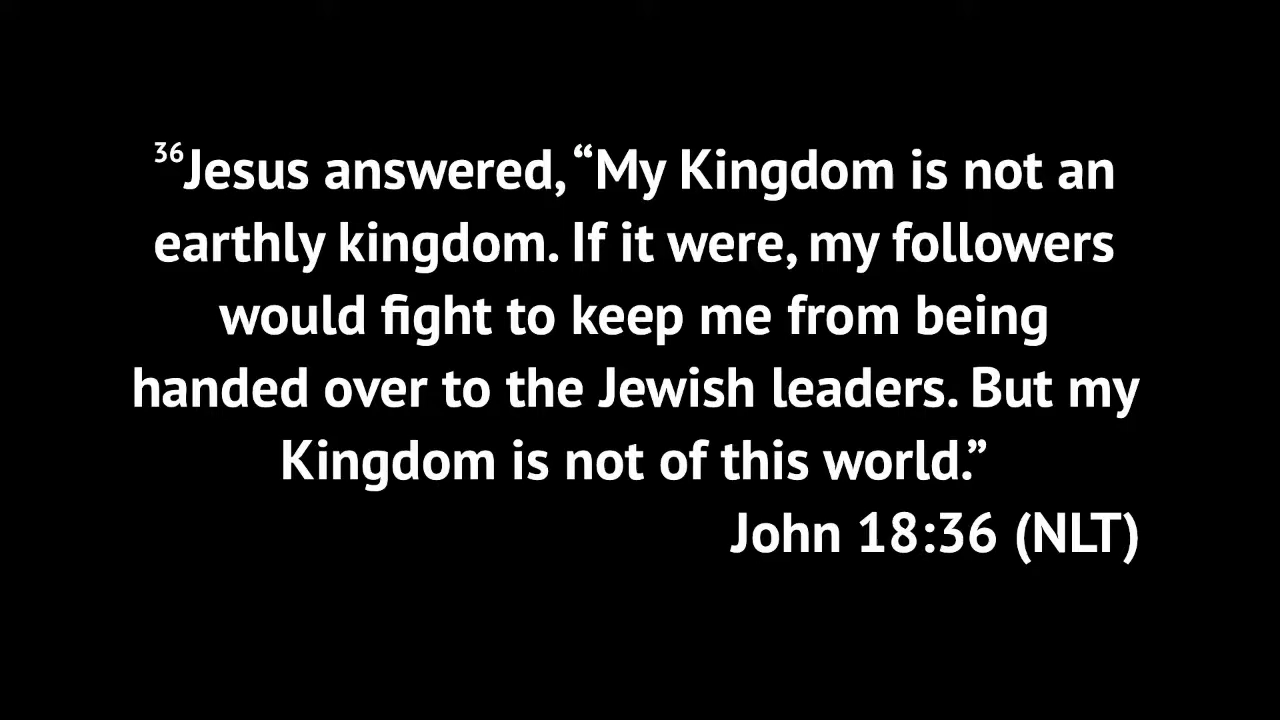 36Jesus answered, “My Kingdom is not an
earthly kingdom. If it were, my followers
would fight to keep me from being
handed over to the Jewish leaders. But my
Kingdom is not of this world.”
John 18:36 (NLT)